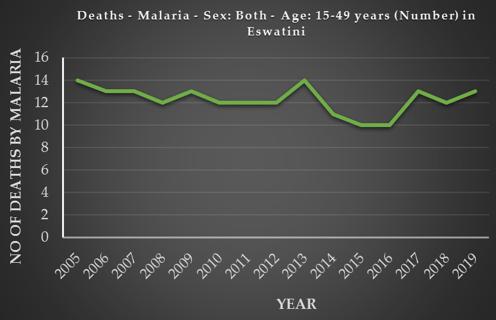 Deaths - Malaria - Sex: Both - Age: 15-49 years (Number) in
Eswatini
NO OF DEATHS BY MALARIA
16
14
12
10
8
6
4
2
0
2005 2006 2007 2008 2009 2010 2011 2012 2013 2014 2015 2016 2017 2018 2019
YEAR